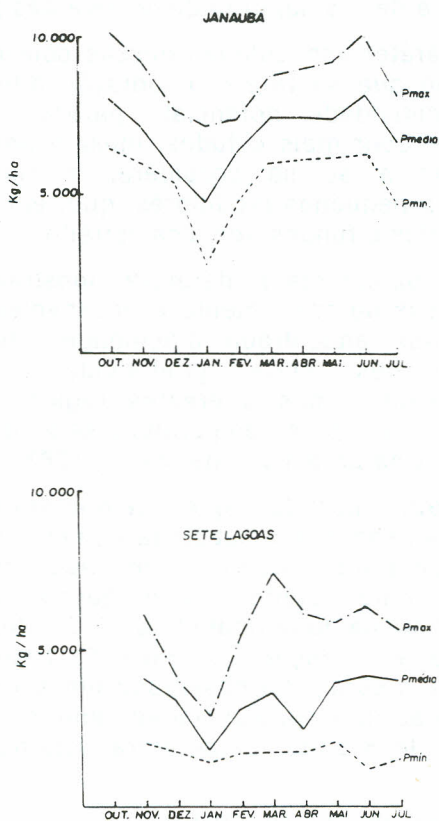 JANAUBA
10.000
Pmax
Pmedia
5.000
Pmin
Kg/ha
OUT. NOV. DEZ. JAN. FEV. MAR. ABR. MAI. JUN. JUL.
10.000
SETE LAGOAS
Pmax
5.000
Pmedia
Kg/ha
Pmin
OUT. NOV. DEZ. JAN FEV. MAR. ABR. MAI JUN JUL